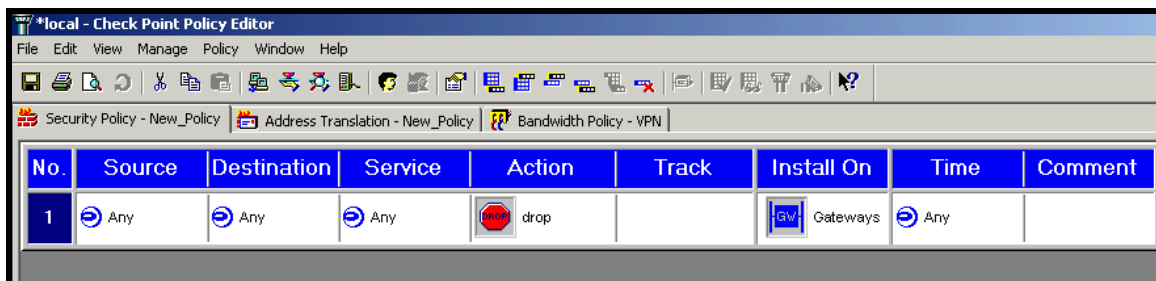 *local - Check Point Policy Editor
File Edit View Manage Policy Window Help
Security Policy - New_Policy Address Translation - New_Policy Bandwidth Policy - VPN
No. Source Destination Service Action Track Install On Time Comment
1 Any Any Any DROP drop GW Gateways Any